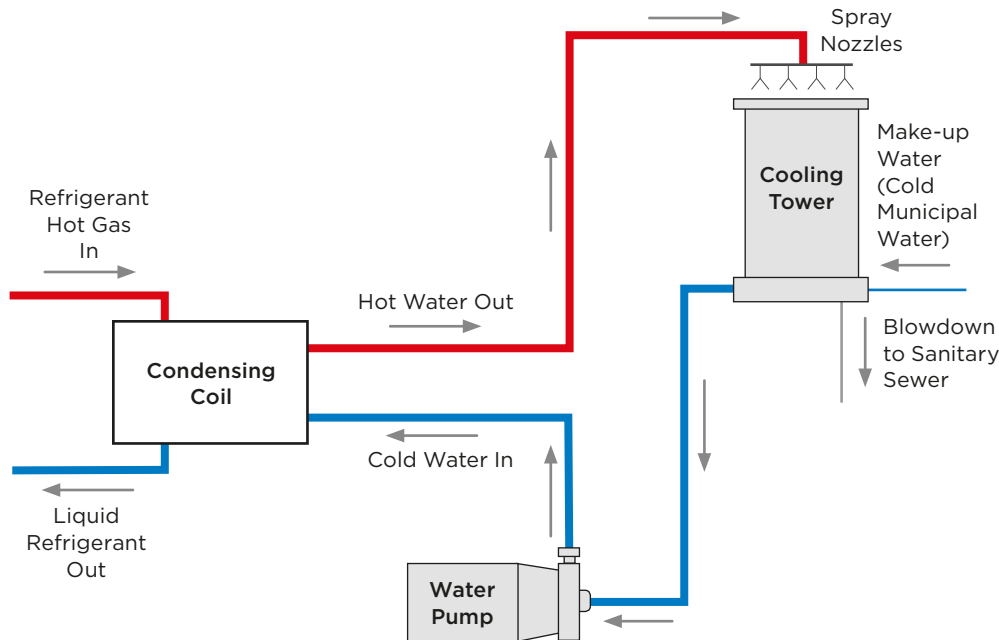 Spray
Nozzles
Make-up
Water
(Cold
Municipal
Water)
Cooling
Tower
Refrigerant
Hot Gas
In
Hot Water Out
Blowdown
to Sanitary
Sewer
Condensing
Coil
Cold Water In
Liquid
Refrigerant
Out
Water
Pump